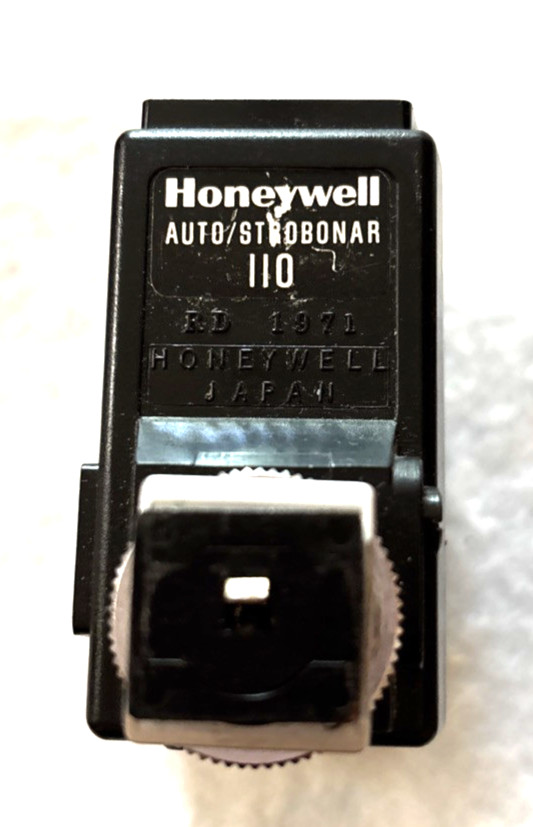 Honeywell
AUTO/STROBONAR
110
RD 1971
HONEYWELL
JAPAN